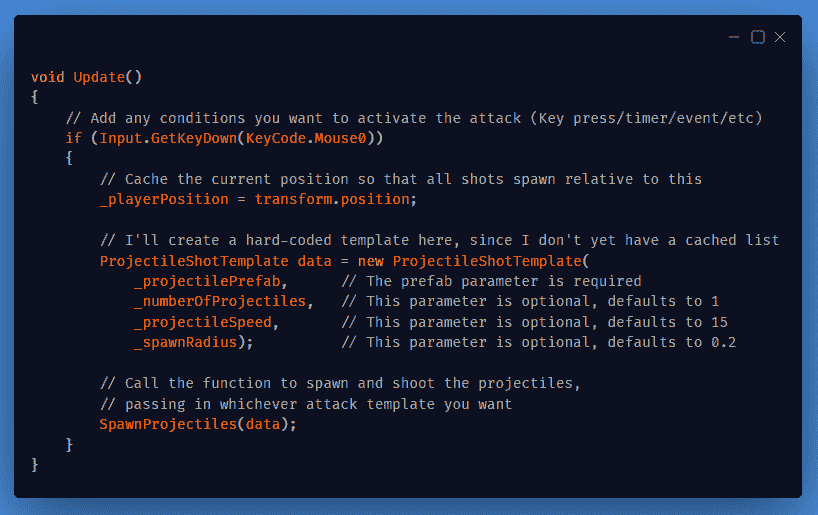 void Update()
{
    // Add any conditions you want to activate the attack (Key press/timer/event/etc)
    if (Input.GetKeyDown(KeyCode.Mouse0))
    {
        // Cache the current position so that all shots spawn relative to this
        _playerPosition = transform.position;

        // I'll create a hard-coded template here, since I don't yet have a cached list
        ProjectileShotTemplate data = new ProjectileShotTemplate(
            _projectilePrefab,      // The prefab parameter is required
            _numberOfProjectiles,   // This parameter is optional, defaults to 1
            _projectileSpeed,       // This parameter is optional, defaults to 15
            _spawnRadius);          // This parameter is optional, defaults to 0.2

        // Call the function to spawn and shoot the projectiles,
        // passing in whichever attack template you want
        SpawnProjectiles(data);
    }
}